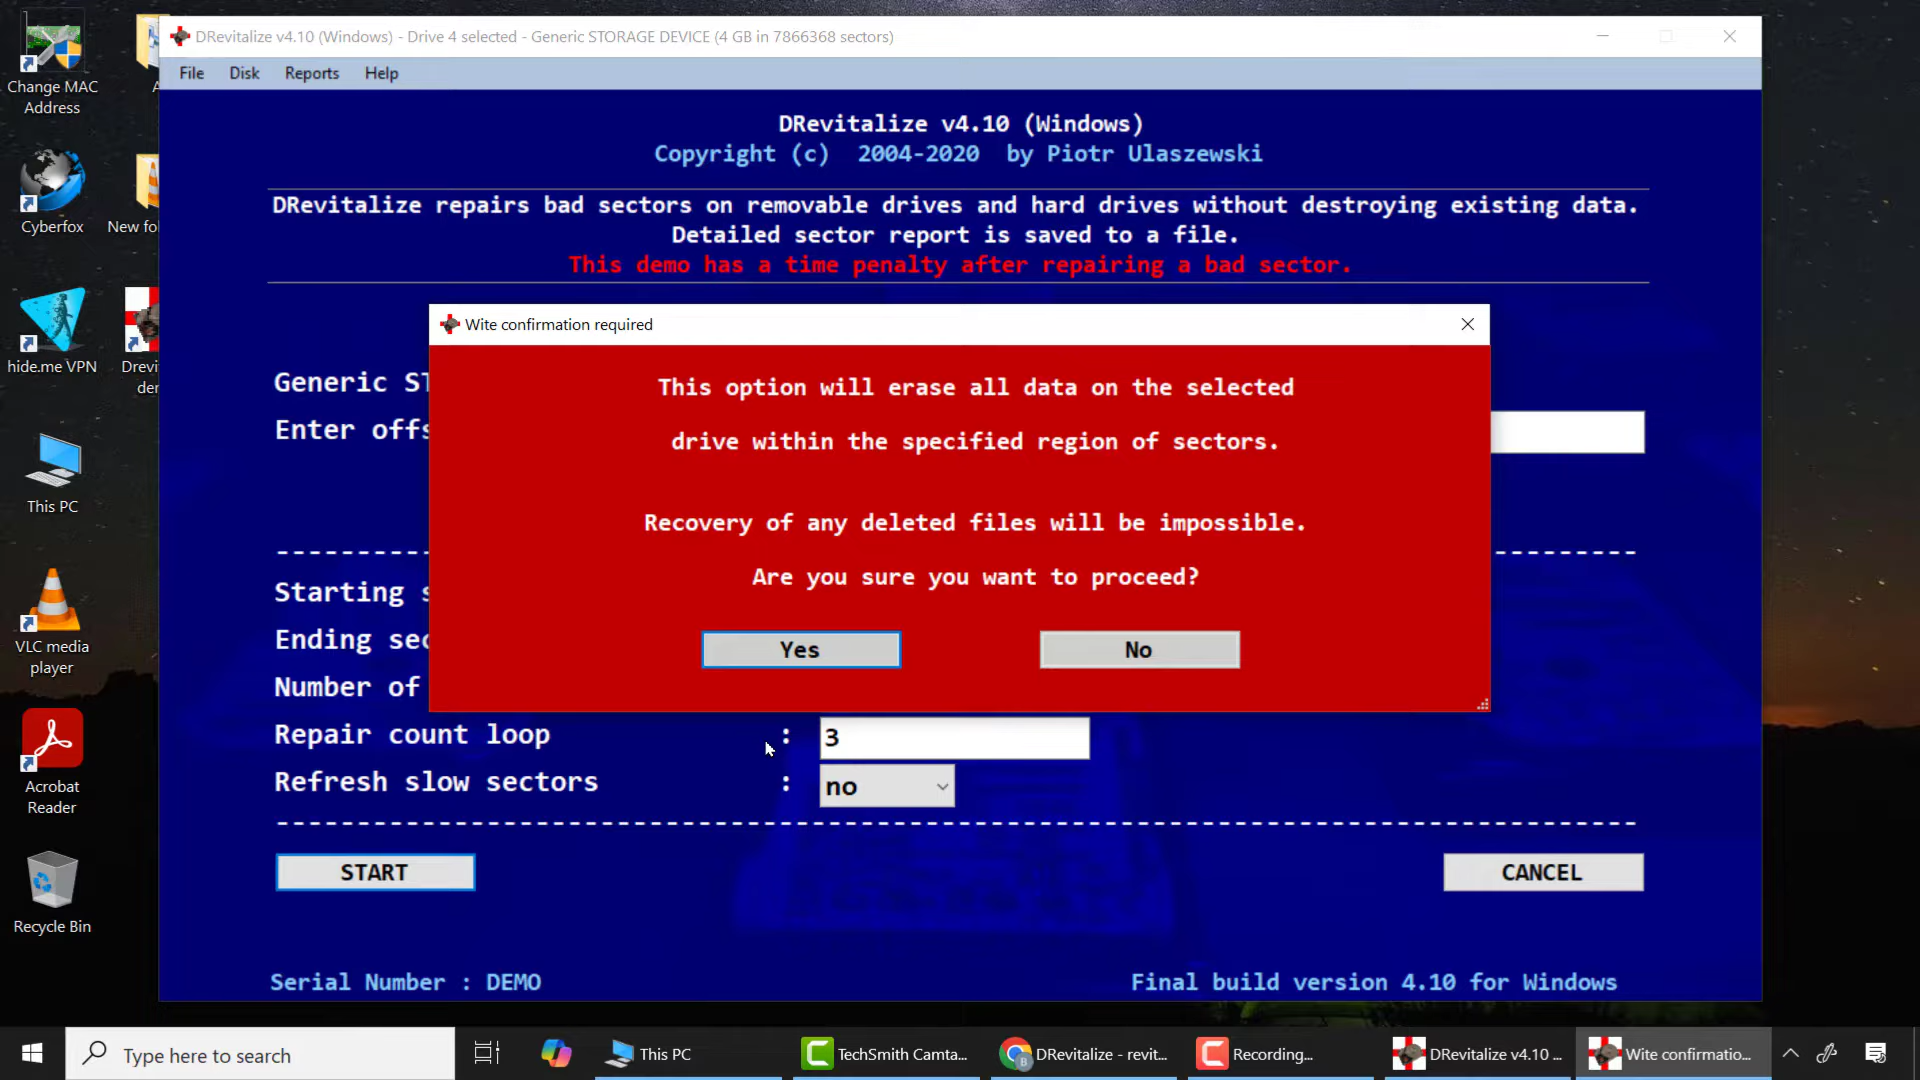 DRevitalize v4.10 (Windows) - Drive 4 selected - Generic STORAGE DEVICE (4 GB in 7866368 sectors)
File Disk Reports Help
DRevitalize v4.10 (Windows)
Copyright (c) 2004-2020 by Piotr Ulaszewski
DRevitalize repairs bad sectors on removable drives and hard drives without destroying existing data.
Detailed sector report is saved to a file.
This demo has a time penalty after repairing a bad sector.
Wite confirmation required
This option will erase all data on the selected
drive within the specified region of sectors.
Recovery of any deleted files will be impossible.
Are you sure you want to proceed?
Yes
No
Generic ST
Enter offs
Starting s
Ending sec
Number of
Repair count loop : 3
Refresh slow sectors : no
START
CANCEL
Serial Number : DEMO
Final build version 4.10 for Windows
Change MAC
Address
A
Cyberfox
New fol
hide.me VPN
Drevi
den
This PC
VLC media
player
Acrobat
Reader
Recycle Bin
Type here to search
This PC
TechSmith Camta...
DRevitalize - revit...
Recording...
DRevitalize v4.10 ...
Wite confirmatio...